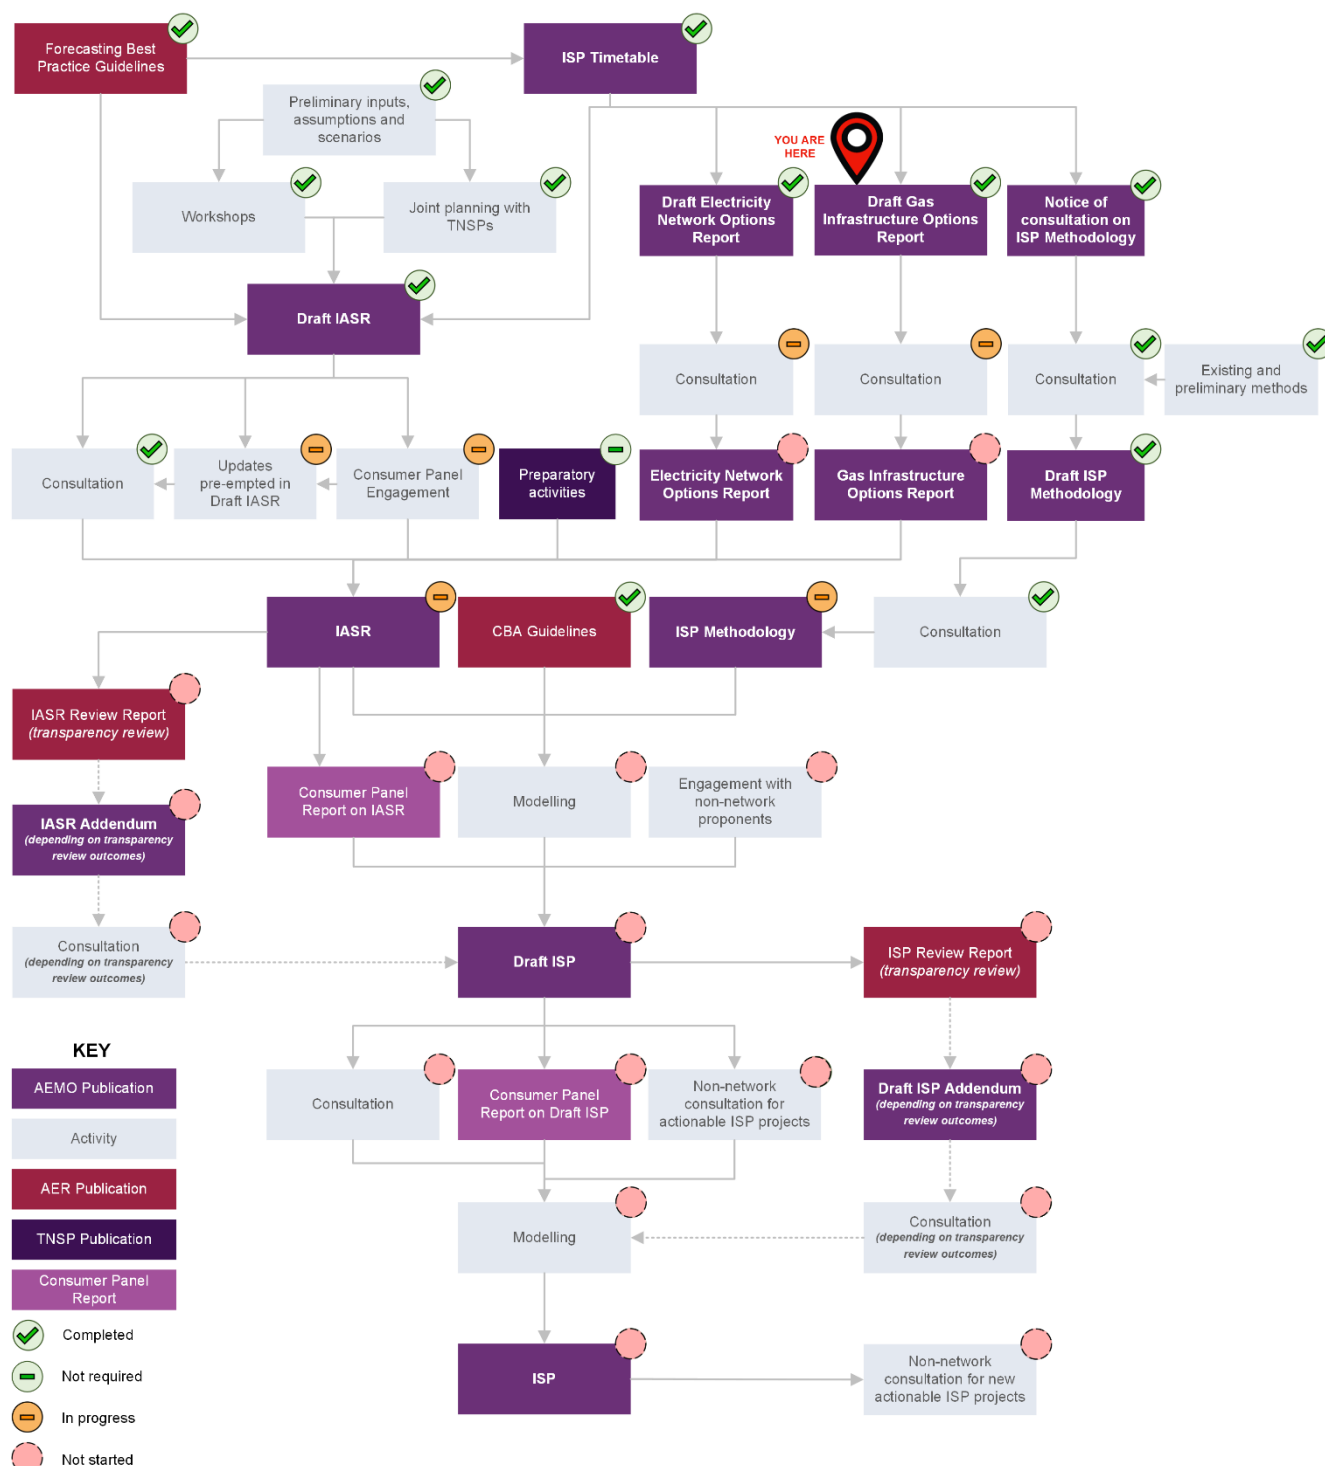 Forecasting Best
Practice Guidelines
ISP Timetable
Preliminary inputs,
assumptions and
scenarios
YOU ARE
HERE
Workshops
Joint planning with
TNSPs
Draft Electricity
Network Options
Report
Draft Gas
Infrastructure Options
Report
Notice of
consultation on
ISP Methodology
Draft IASR
Consultation
Consultation
Consultation
Existing and
preliminary methods
Consultation
Updates
pre-empted in
Draft IASR
Consumer Panel
Engagement
Preparatory
activities
Electricity Network
Options Report
Gas Infrastructure
Options Report
Draft ISP
Methodology
IASR
CBA Guidelines
ISP Methodology
Consultation
IASR Review Report
(transparency review)
Consumer Panel
Report on IASR
Modelling
Engagement with
non-network
proponents
IASR Addendum
(depending on transparency
review outcomes)
Consultation
(depending on transparency
review outcomes)
Draft ISP
ISP Review Report
(transparency review)
KEY
AEMO Publication
Activity
AER Publication
TNSP Publication
Consumer Panel
Report
Completed
Not required
In progress
Not started
Consultation
Consumer Panel
Report on Draft ISP
Non-network
consultation for
actionable ISP projects
Draft ISP Addendum
(depending on transparency
review outcomes)
Modelling
Consultation
(depending on transparency
review outcomes)
ISP
Non-network
consultation for new
actionable ISP projects